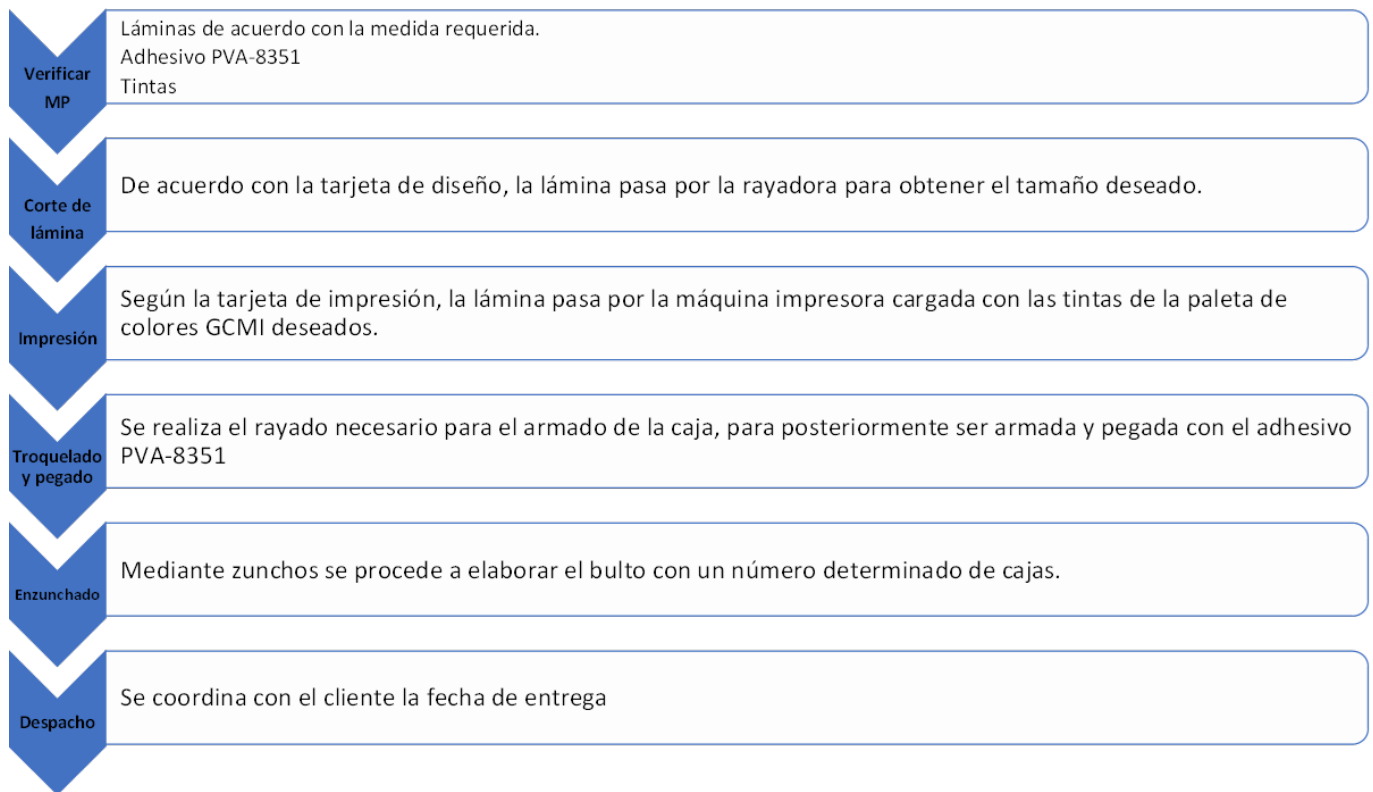 Verificar
MP
Láminas de acuerdo con la medida requerida.
Adhesivo PVA-8351
Tintas
Corte de
lámina
De acuerdo con la tarjeta de diseño, la lámina pasa por la rayadora para obtener el tamaño deseado.
Impresión
Según la tarjeta de impresión, la lámina pasa por la máquina impresora cargada con las tintas de la paleta de
colores GCMI deseados.
Troquelado
y pegado
Se realiza el rayado necesario para el armado de la caja, para posteriormente ser armada y pegada con el adhesivo
PVA-8351
Enzunchado
Mediante zunchos se procede a elaborar el bulto con un número determinado de cajas.
Despacho
Se coordina con el cliente la fecha de entrega